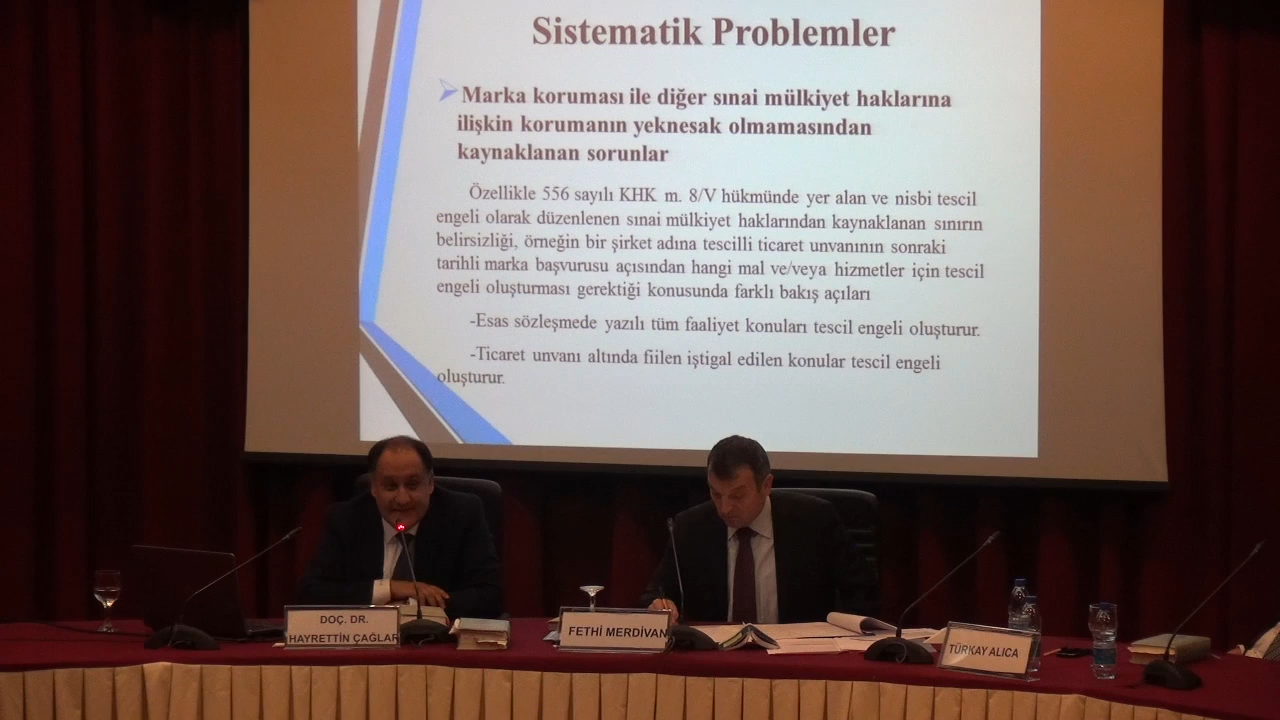 Sistematik Problemler
Marka koruması ile diğer sınai mülkiyet haklarına
ilişkin korumanın yeknesak olmamasından
kaynaklanan sorunlar
Özellikle 556 sayılı KHK m. 8/V hükmünde yer alan ve nisbi tescil
engeli olarak düzenlenen sınai mülkiyet haklarından kaynaklanan sınırın
belirsizliği, örneğin bir şirket adına tescilli ticaret unvanının sonraki
tarihli marka başvurusu açısından hangi mal ve/veya hizmetler için tescil
engeli oluşturması gerektiği konusunda farklı bakış açıları
-Esas sözleşmede yazılı tüm faaliyet konuları tescil engeli oluşturur.
-Ticaret unvanı altında fiilen iştigal edilen konular tescil engeli
oluşturur.
DOÇ. DR.
HAYRETTİN ÇAĞLAR
FETHİ MERDİVAN
TÜRKAY ALICA